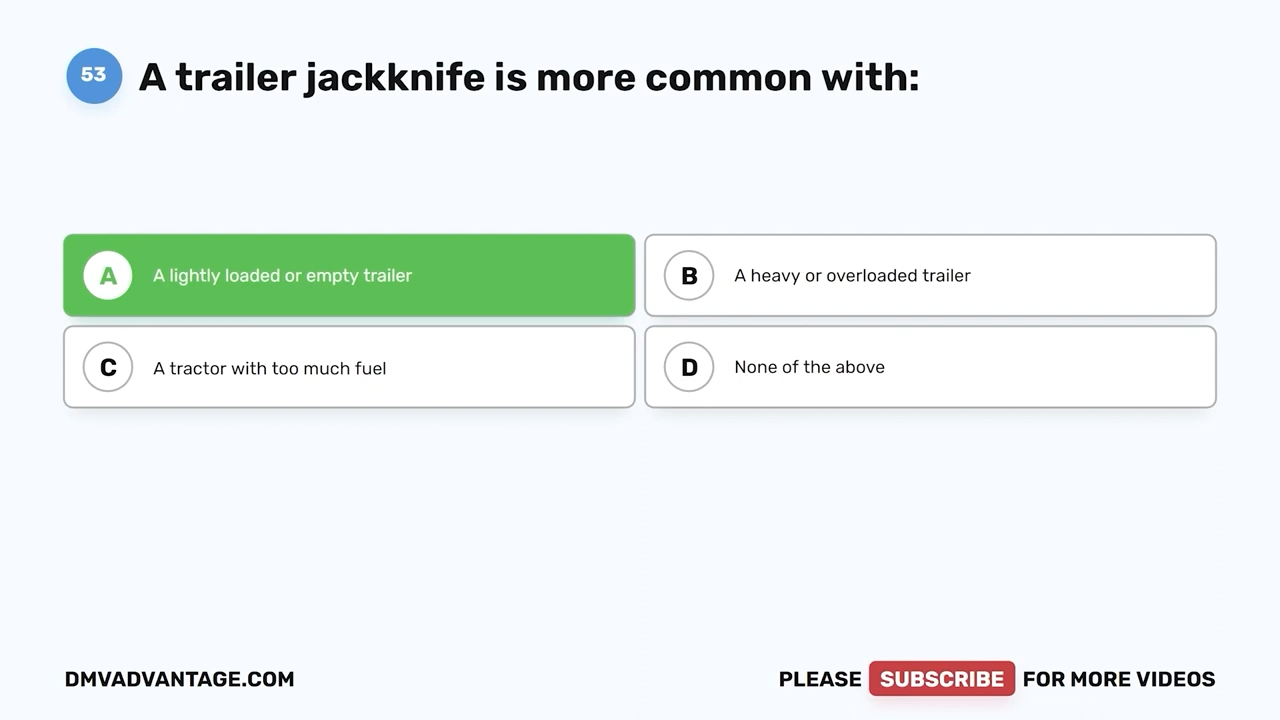 53 A trailer jackknife is more common with:
A A lightly loaded or empty trailer
B A heavy or overloaded trailer
C A tractor with too much fuel
D None of the above
DMVADVANTAGE.COM
PLEASE SUBSCRIBE FOR MORE VIDEOS